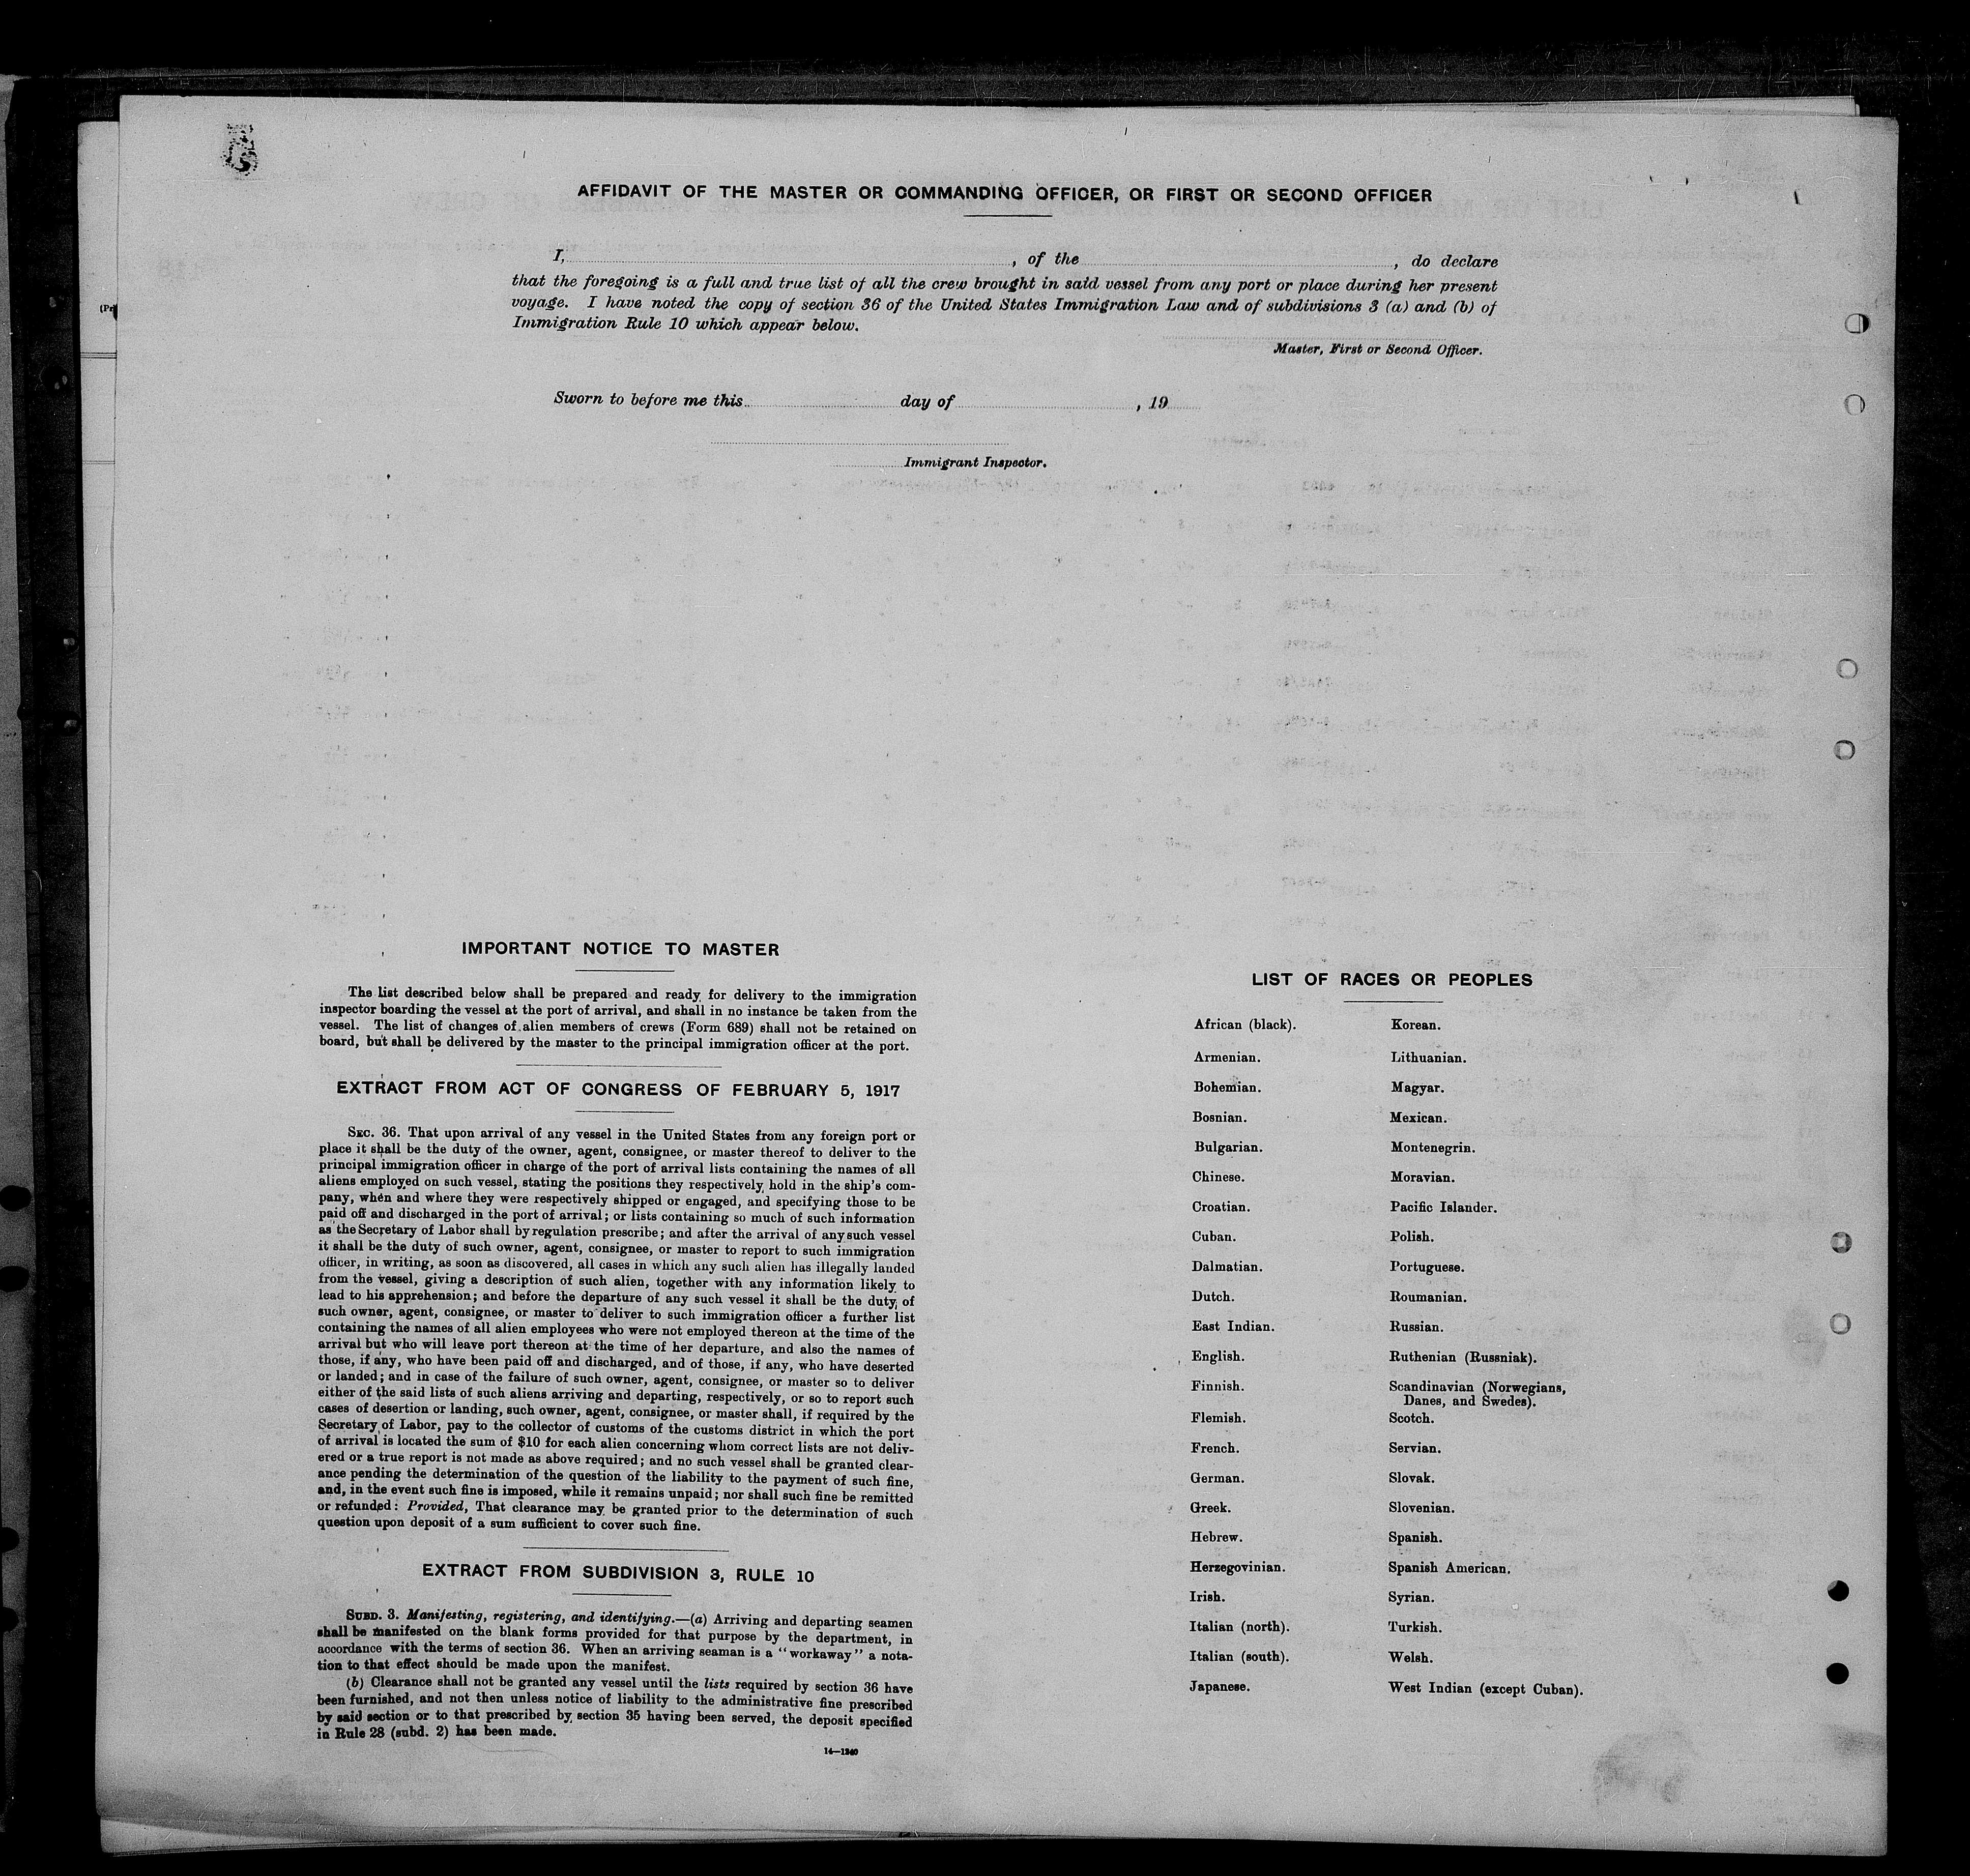 AFFIDAVIT OF THE MASTER OR COMMANDING OFFICER, OR FIRST OR SECOND OFFICER
I, , of the , do declare
that the foregoing is a full and true list of all the crew brought in said vessel from any port or place during her present
voyage. I have noted the copy of section 36 of the United States Immigration Law and of subdivisions 3 (a) and (b) of
Immigration Rule 10 which appear below.
Master, First or Second Officer.
Sworn to before me this day of , 19
Immigrant Inspector.
IMPORTANT NOTICE TO MASTER
The list described below shall be prepared and ready for delivery to the immigration
inspector boarding the vessel at the port of arrival, and shall in no instance be taken from the
vessel. The list of changes of alien members of crews (Form 689) shall not be retained on
board, but shall be delivered by the master to the principal immigration officer at the port.
EXTRACT FROM ACT OF CONGRESS OF FEBRUARY 5, 1917
SEC. 36. That upon arrival of any vessel in the United States from any foreign port or
place it shall be the duty of the owner, agent, consignee, or master thereof to deliver to the
principal immigration officer in charge of the port of arrival lists containing the names of all
aliens employed on such vessel, stating the positions they respectively hold in the ship's com-
pany, when and where they were respectively shipped or engaged, and specifying those to be
paid off and discharged in the port of arrival; or lists containing so much of such information
as the Secretary of Labor shall by regulation prescribe; and after the arrival of any such vessel
it shall be the duty of such owner, agent, consignee, or master to report to such immigration
officer, in writing, as soon as discovered, all cases in which any such alien has illegally landed
from the vessel, giving a description of such alien, together with any information likely to
lead to his apprehension; and before the departure of any such vessel it shall be the duty of
such owner, agent, consignee, or master to deliver to such immigration officer a further list
containing the names of all alien employees who were not employed thereon at the time of the
arrival but who will leave port thereon at the time of her departure, and also the names of
those, if any, who have been paid off and discharged, and of those, if any, who have deserted
or landed; and in case of the failure of such owner, agent, consignee, or master so to deliver
either of the said lists of such aliens arriving and departing, respectively, or so to report such
cases of desertion or landing, such owner, agent, consignee, or master shall, if required by the
Secretary of Labor, pay to the collector of customs of the customs district in which the port
of arrival is located the sum of $10 for each alien concerning whom correct lists are not deliv-
ered or a true report is not made as above required; and no such vessel shall be granted clear-
ance pending the determination of the question of the liability to the payment of such fine,
and, in the event such fine is imposed, while it remains unpaid; nor shall such fine be remitted
or refunded: Provided, That clearance may be granted prior to the determination of such
question upon deposit of a sum sufficient to cover such fine.
EXTRACT FROM SUBDIVISION 3, RULE 10
SUBD. 3. Manifesting, registering, and identifying.—(a) Arriving and departing seamen
shall be manifested on the blank forms provided for that purpose by the department, in
accordance with the terms of section 36. When an arriving seaman is a "workaway" a nota-
tion to that effect should be made upon the manifest.
(b) Clearance shall not be granted any vessel until the lists required by section 36 have
been furnished, and not then unless notice of liability to the administrative fine prescribed
by said section or to that prescribed by section 35 having been served, the deposit specified
in Rule 28 (subd. 2) has been made.
14—1240
LIST OF RACES OR PEOPLES
African (black).
Armenian.
Bohemian.
Bosnian.
Bulgarian.
Chinese.
Croatian.
Cuban.
Dalmatian.
Dutch.
East Indian.
English.
Finnish.
Flemish.
French.
German.
Greek.
Hebrew.
Herzegovinian.
Irish.
Italian (north).
Italian (south).
Japanese.
Korean.
Lithuanian.
Magyar.
Mexican.
Montenegrin.
Moravian.
Pacific Islander.
Polish.
Portuguese.
Roumanian.
Russian.
Ruthenian (Russniak).
Scandinavian (Norwegians,
Danes, and Swedes).
Scotch.
Servian.
Slovak.
Slovenian.
Spanish.
Spanish American.
Syrian.
Turkish.
Welsh.
West Indian (except Cuban).